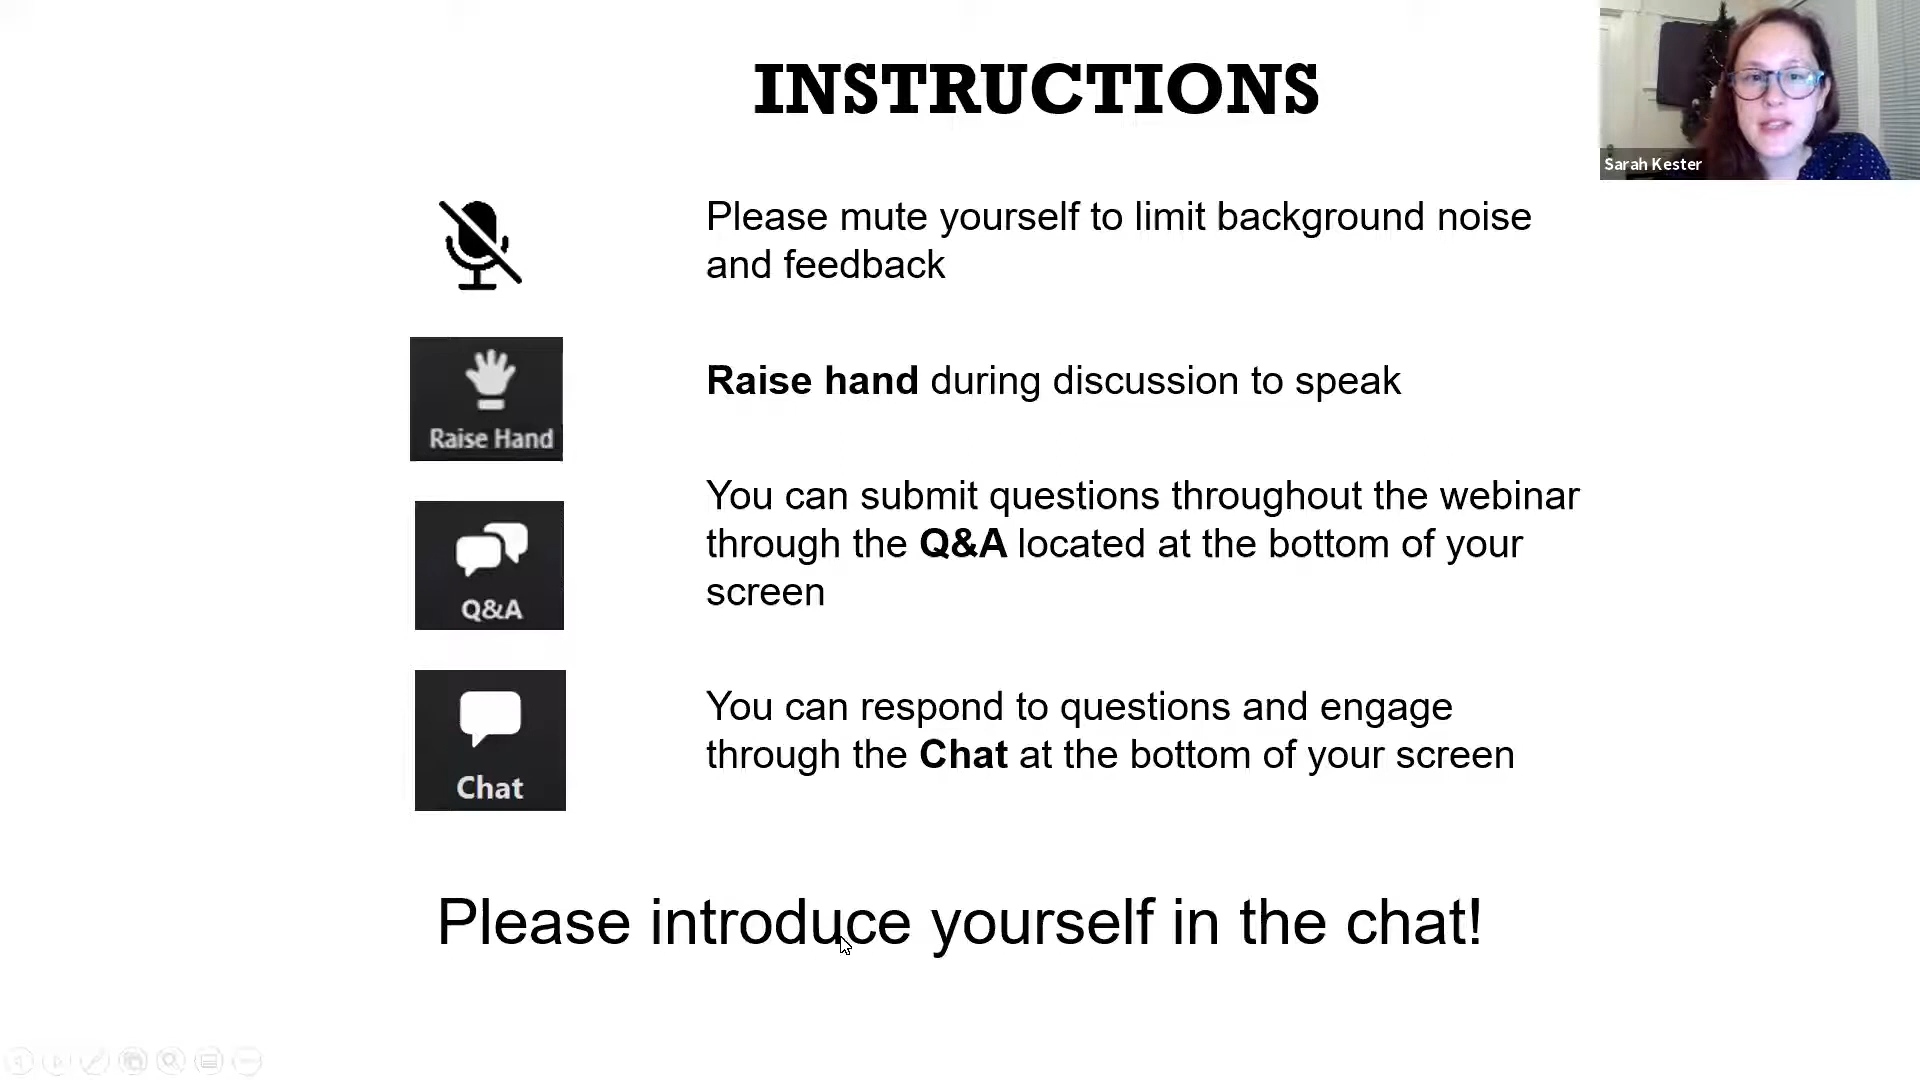 INSTRUCTIONS
Sarah Kester
Please mute yourself to limit background noise
and feedback
Raise Hand
Raise hand during discussion to speak
Q&A
You can submit questions throughout the webinar
through the Q&A located at the bottom of your
screen
Chat
You can respond to questions and engage
through the Chat at the bottom of your screen
Please introduce yourself in the chat!